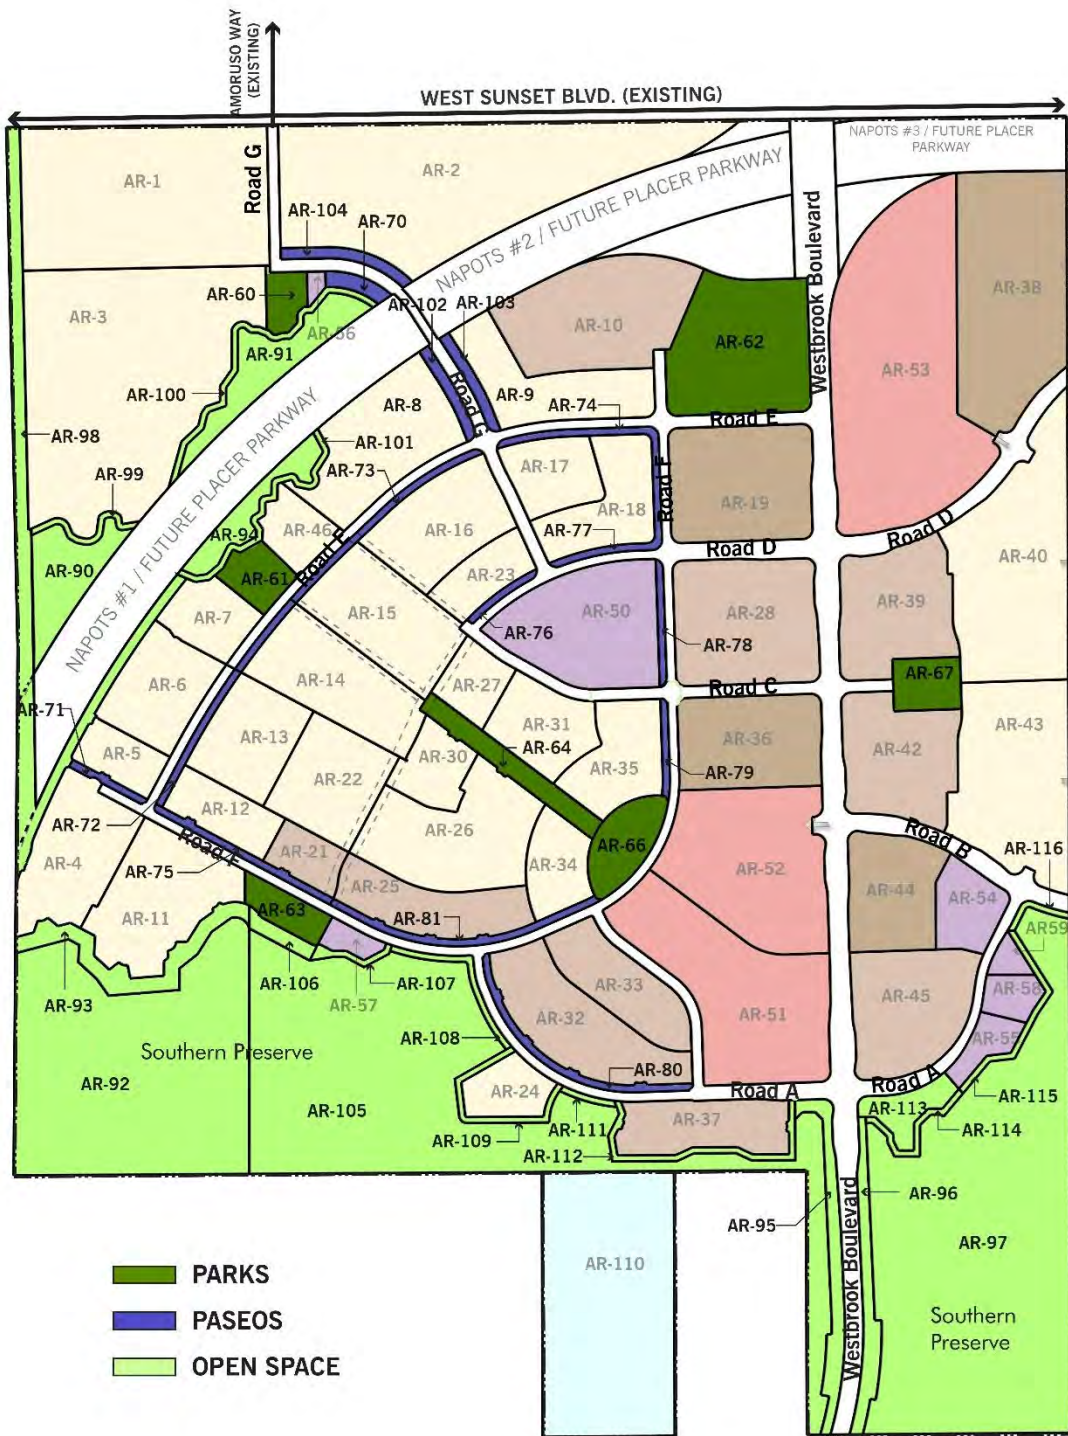 AMORUSO WAY
(EXISTING)
WEST SUNSET BLVD. (EXISTING)
NAPOTS #3 / FUTURE PLACER
PARKWAY
Road G
AR-1
AR-2
NAPOTS #2 / FUTURE PLACER PARKWAY
Westbrook Boulevard
AR-104
AR-70
AR-60
AR-56
AR-102
AR-103
AR-3
AR-91
AR-10
AR-62
AR-38
AR-53
AR-100
AR-8
Road G
AR-9
AR-74
Road E
AR-98
AR-99
AR-101
AR-73
AR-17
AR-18
Road F
AR-19
AR-46
AR-16
AR-77
Road D
Road D
AR-94
AR-90
NAPOTS #1 / FUTURE PLACER PARKWAY
AR-61
Road F
AR-23
AR-40
AR-7
AR-15
AR-50
AR-76
AR-28
AR-39
AR-78
AR-6
AR-14
AR-27
Road C
AR-67
AR-71
AR-5
AR-13
AR-31
AR-43
AR-30
AR-64
AR-36
AR-42
AR-22
AR-35
AR-79
AR-12
AR-72
AR-26
AR-66
Road B
AR-4
Road F
AR-21
AR-116
AR-75
AR-25
AR-34
AR-52
AR-44
AR-54
AR-11
AR-63
AR-81
AR59
AR-106
AR-107
AR-33
AR-45
AR-58
AR-93
AR-57
AR-32
AR-51
AR-108
AR-55
Southern Preserve
AR-80
Road A
Road A
AR-92
AR-24
AR-105
AR-113
AR-115
AR-109
AR-111
AR-37
AR-114
AR-112
AR-95
AR-96
Westbrook Boulevard
AR-97
AR-110
PARKS
PASEOS
OPEN SPACE
Southern
Preserve